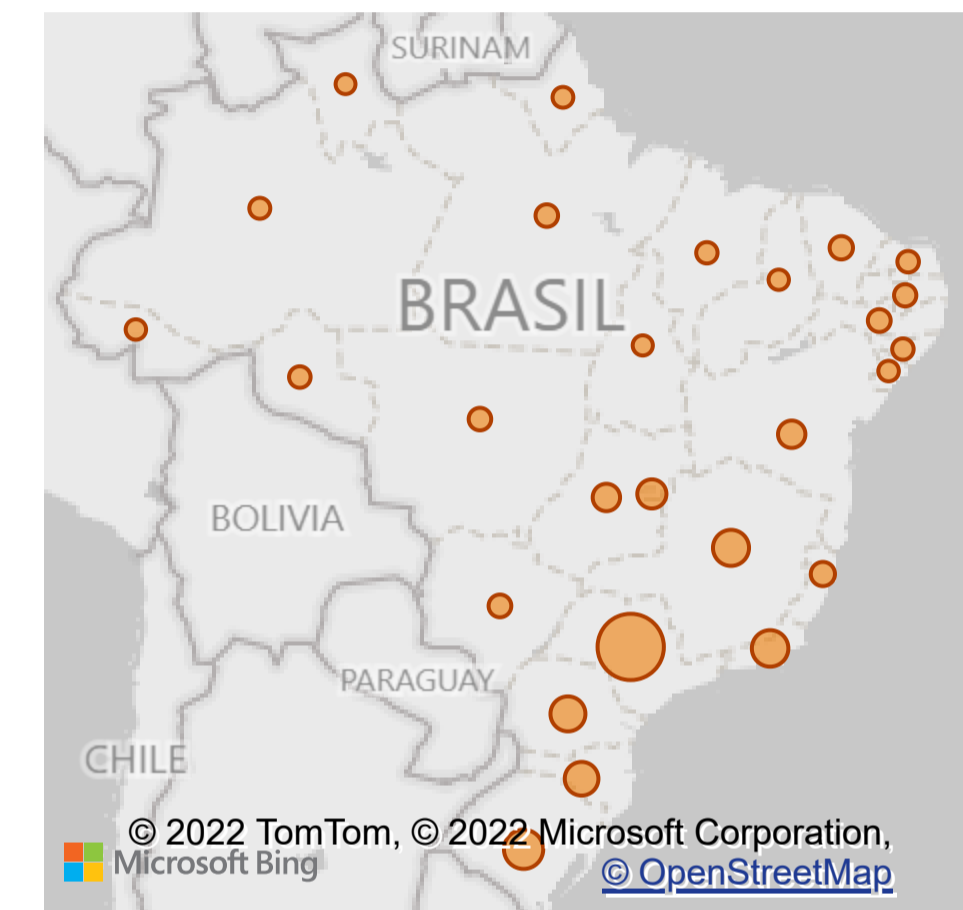 SURINAM
BRASIL
BOLIVIA
PARAGUAY
CHILE
© 2022 TomTom, © 2022 Microsoft Corporation,
Microsoft Bing
© OpenStreetMap